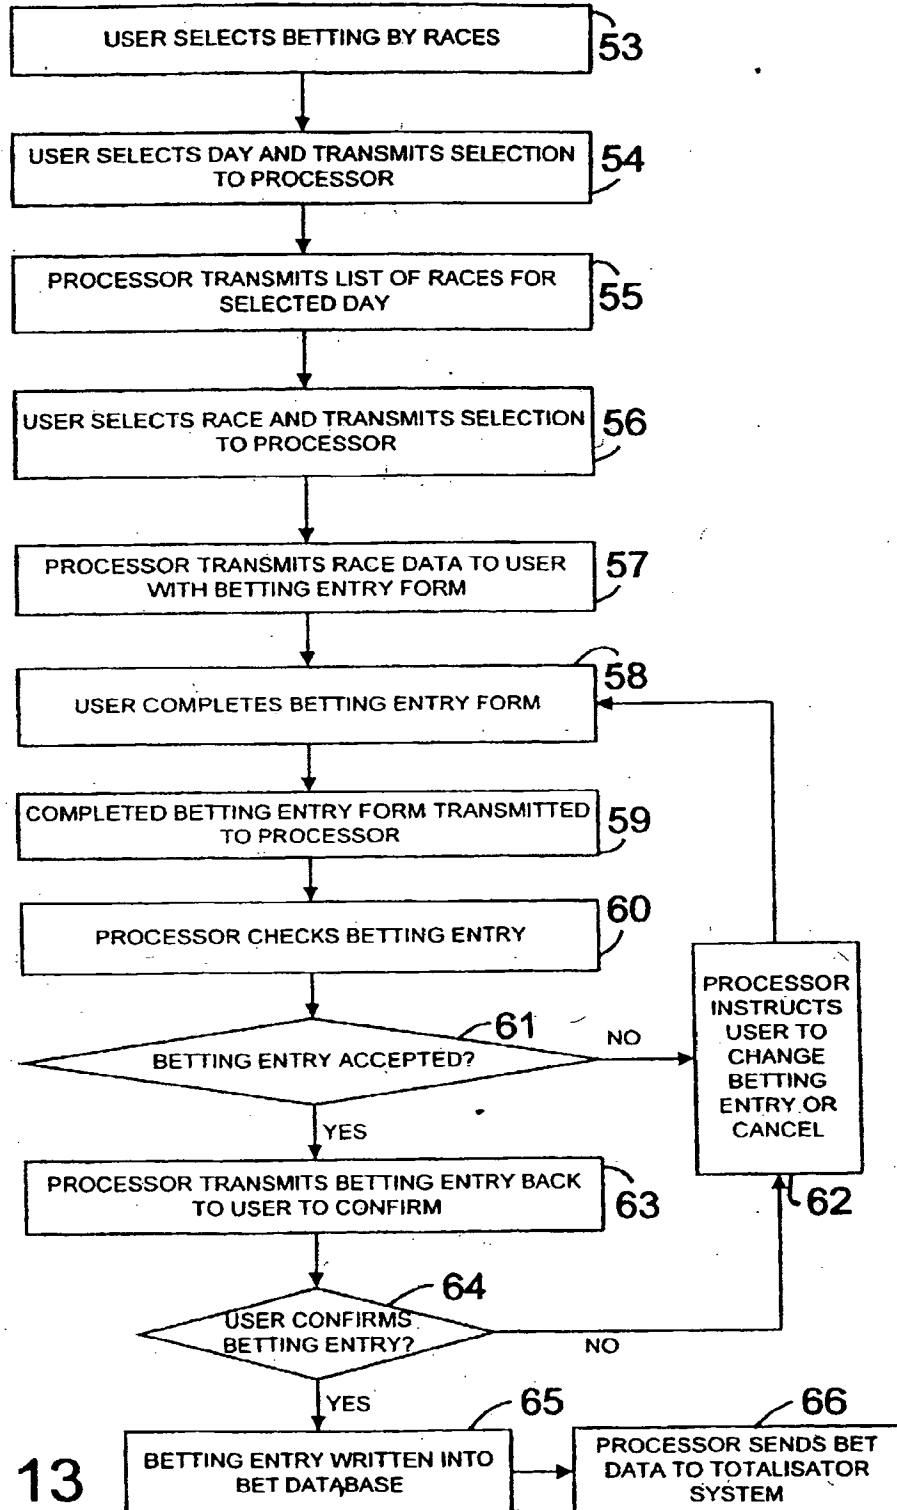 USER SELECTS BETTING BY RACES
53
USER SELECTS DAY AND TRANSMITS SELECTION
TO PROCESSOR
54
PROCESSOR TRANSMITS LIST OF RACES FOR
SELECTED DAY
55
USER SELECTS RACE AND TRANSMITS SELECTION
TO PROCESSOR
56
PROCESSOR TRANSMITS RACE DATA TO USER
WITH BETTING ENTRY FORM
57
58
USER COMPLETES BETTING ENTRY FORM
COMPLETED BETTING ENTRY FORM TRANSMITTED
TO PROCESSOR
59
60
PROCESSOR CHECKS BETTING ENTRY
61
BETTING ENTRY ACCEPTED?
NO
PROCESSOR
INSTRUCTS
USER TO
CHANGE
BETTING
ENTRY OR
CANCEL
62
YES
PROCESSOR TRANSMITS BETTING ENTRY BACK
TO USER TO CONFIRM
63
64
USER CONFIRMS
BETTING ENTRY?
NO
YES
65
BETTING ENTRY WRITTEN INTO
BET DATABASE
66
PROCESSOR SENDS BET
DATA TO TOTALISATOR
SYSTEM
13